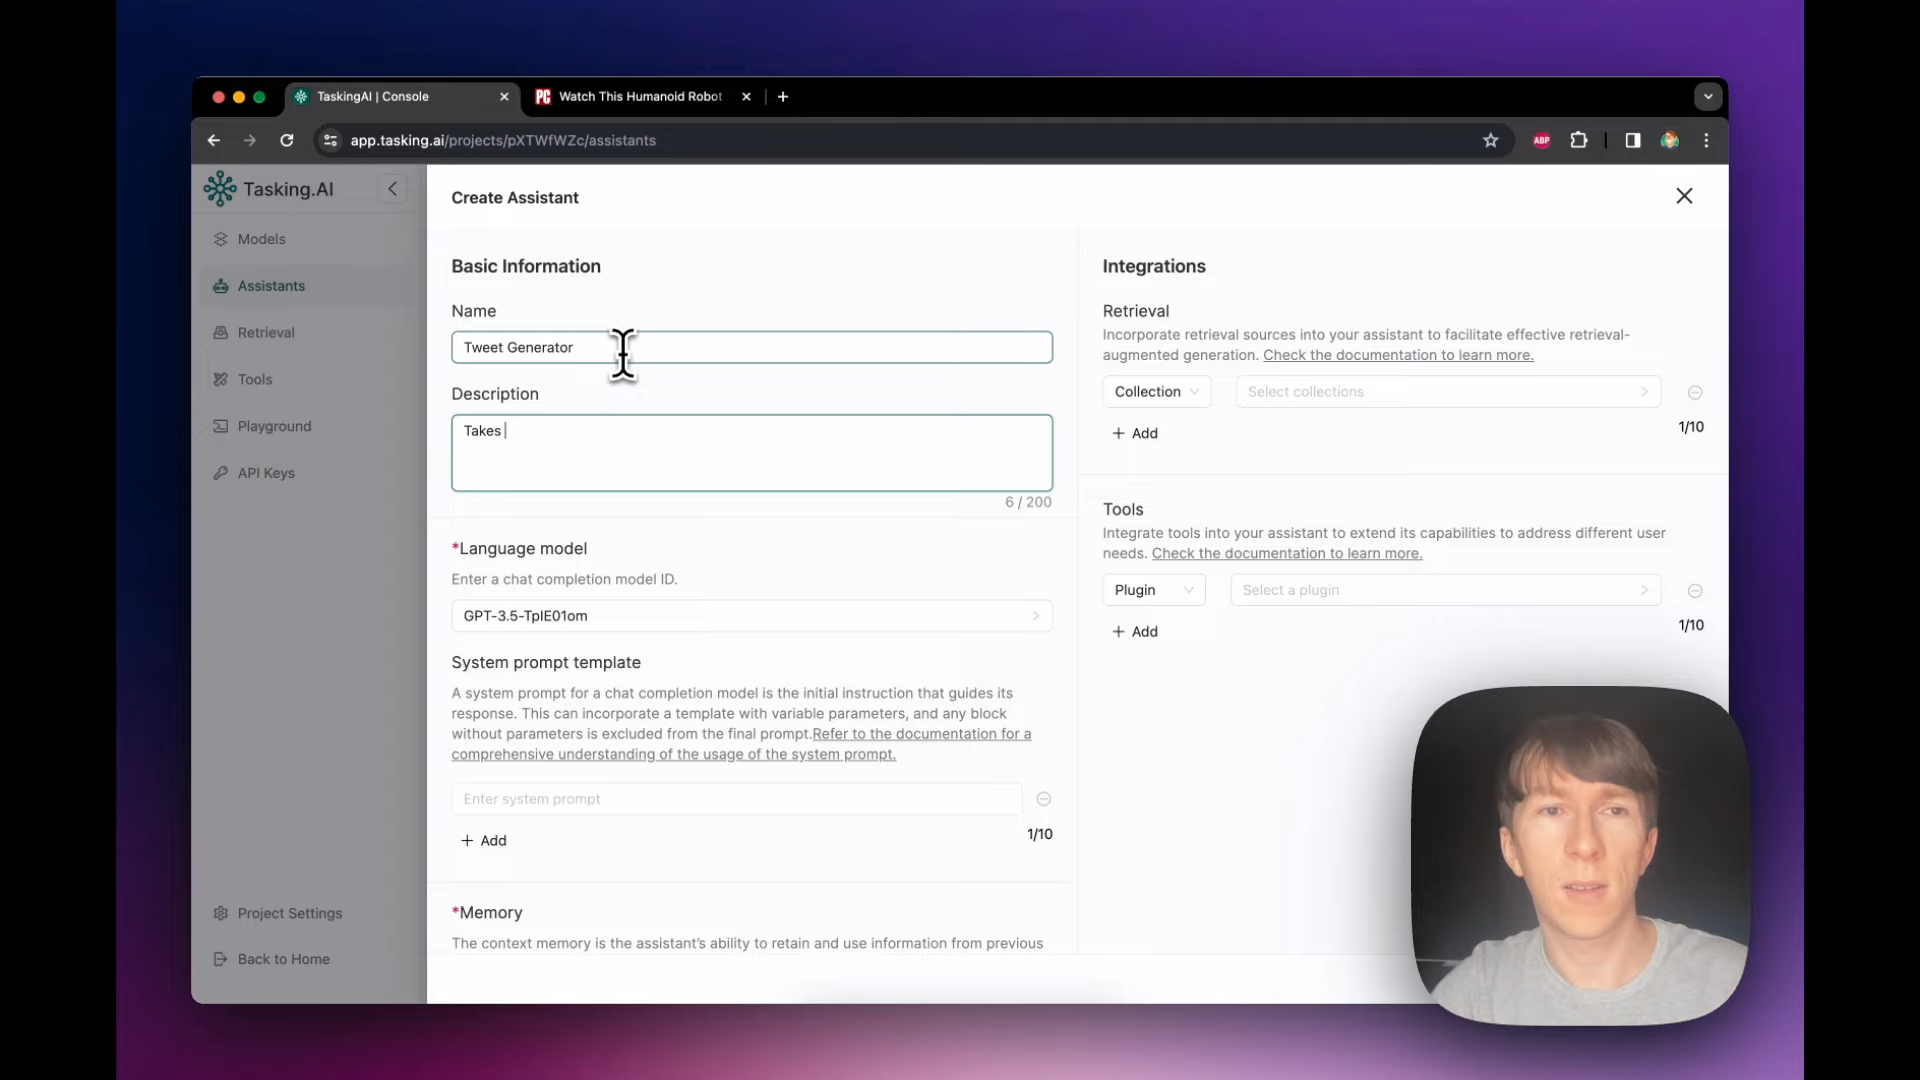 TaskingAI | Console
PC Watch This Humanoid Robot
app.tasking.ai/projects/pXTWfWZc/assistants
ABP
Tasking.AI
Models
Assistants
Retrieval
Tools
Playground
API Keys
Project Settings
Back to Home
Create Assistant
Basic Information
Name
Tweet Generator
Description
Takes
6 / 200
*Language model
Enter a chat completion model ID.
GPT-3.5-TpIE01om
System prompt template
A system prompt for a chat completion model is the initial instruction that guides its
response. This can incorporate a template with variable parameters, and any block
without parameters is excluded from the final prompt.Refer to the documentation for a
comprehensive understanding of the usage of the system prompt.
Enter system prompt
+ Add
1/10
*Memory
The context memory is the assistant's ability to retain and use information from previous
Integrations
Retrieval
Incorporate retrieval sources into your assistant to facilitate effective retrieval-
augmented generation. Check the documentation to learn more.
Collection
Select collections
+ Add
1/10
Tools
Integrate tools into your assistant to extend its capabilities to address different user
needs. Check the documentation to learn more.
Plugin
Select a plugin
+ Add
1/10